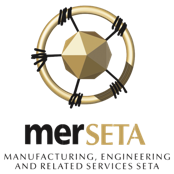 merSETA
MANUFACTURING, ENGINEERING
AND RELATED SERVICES SETA